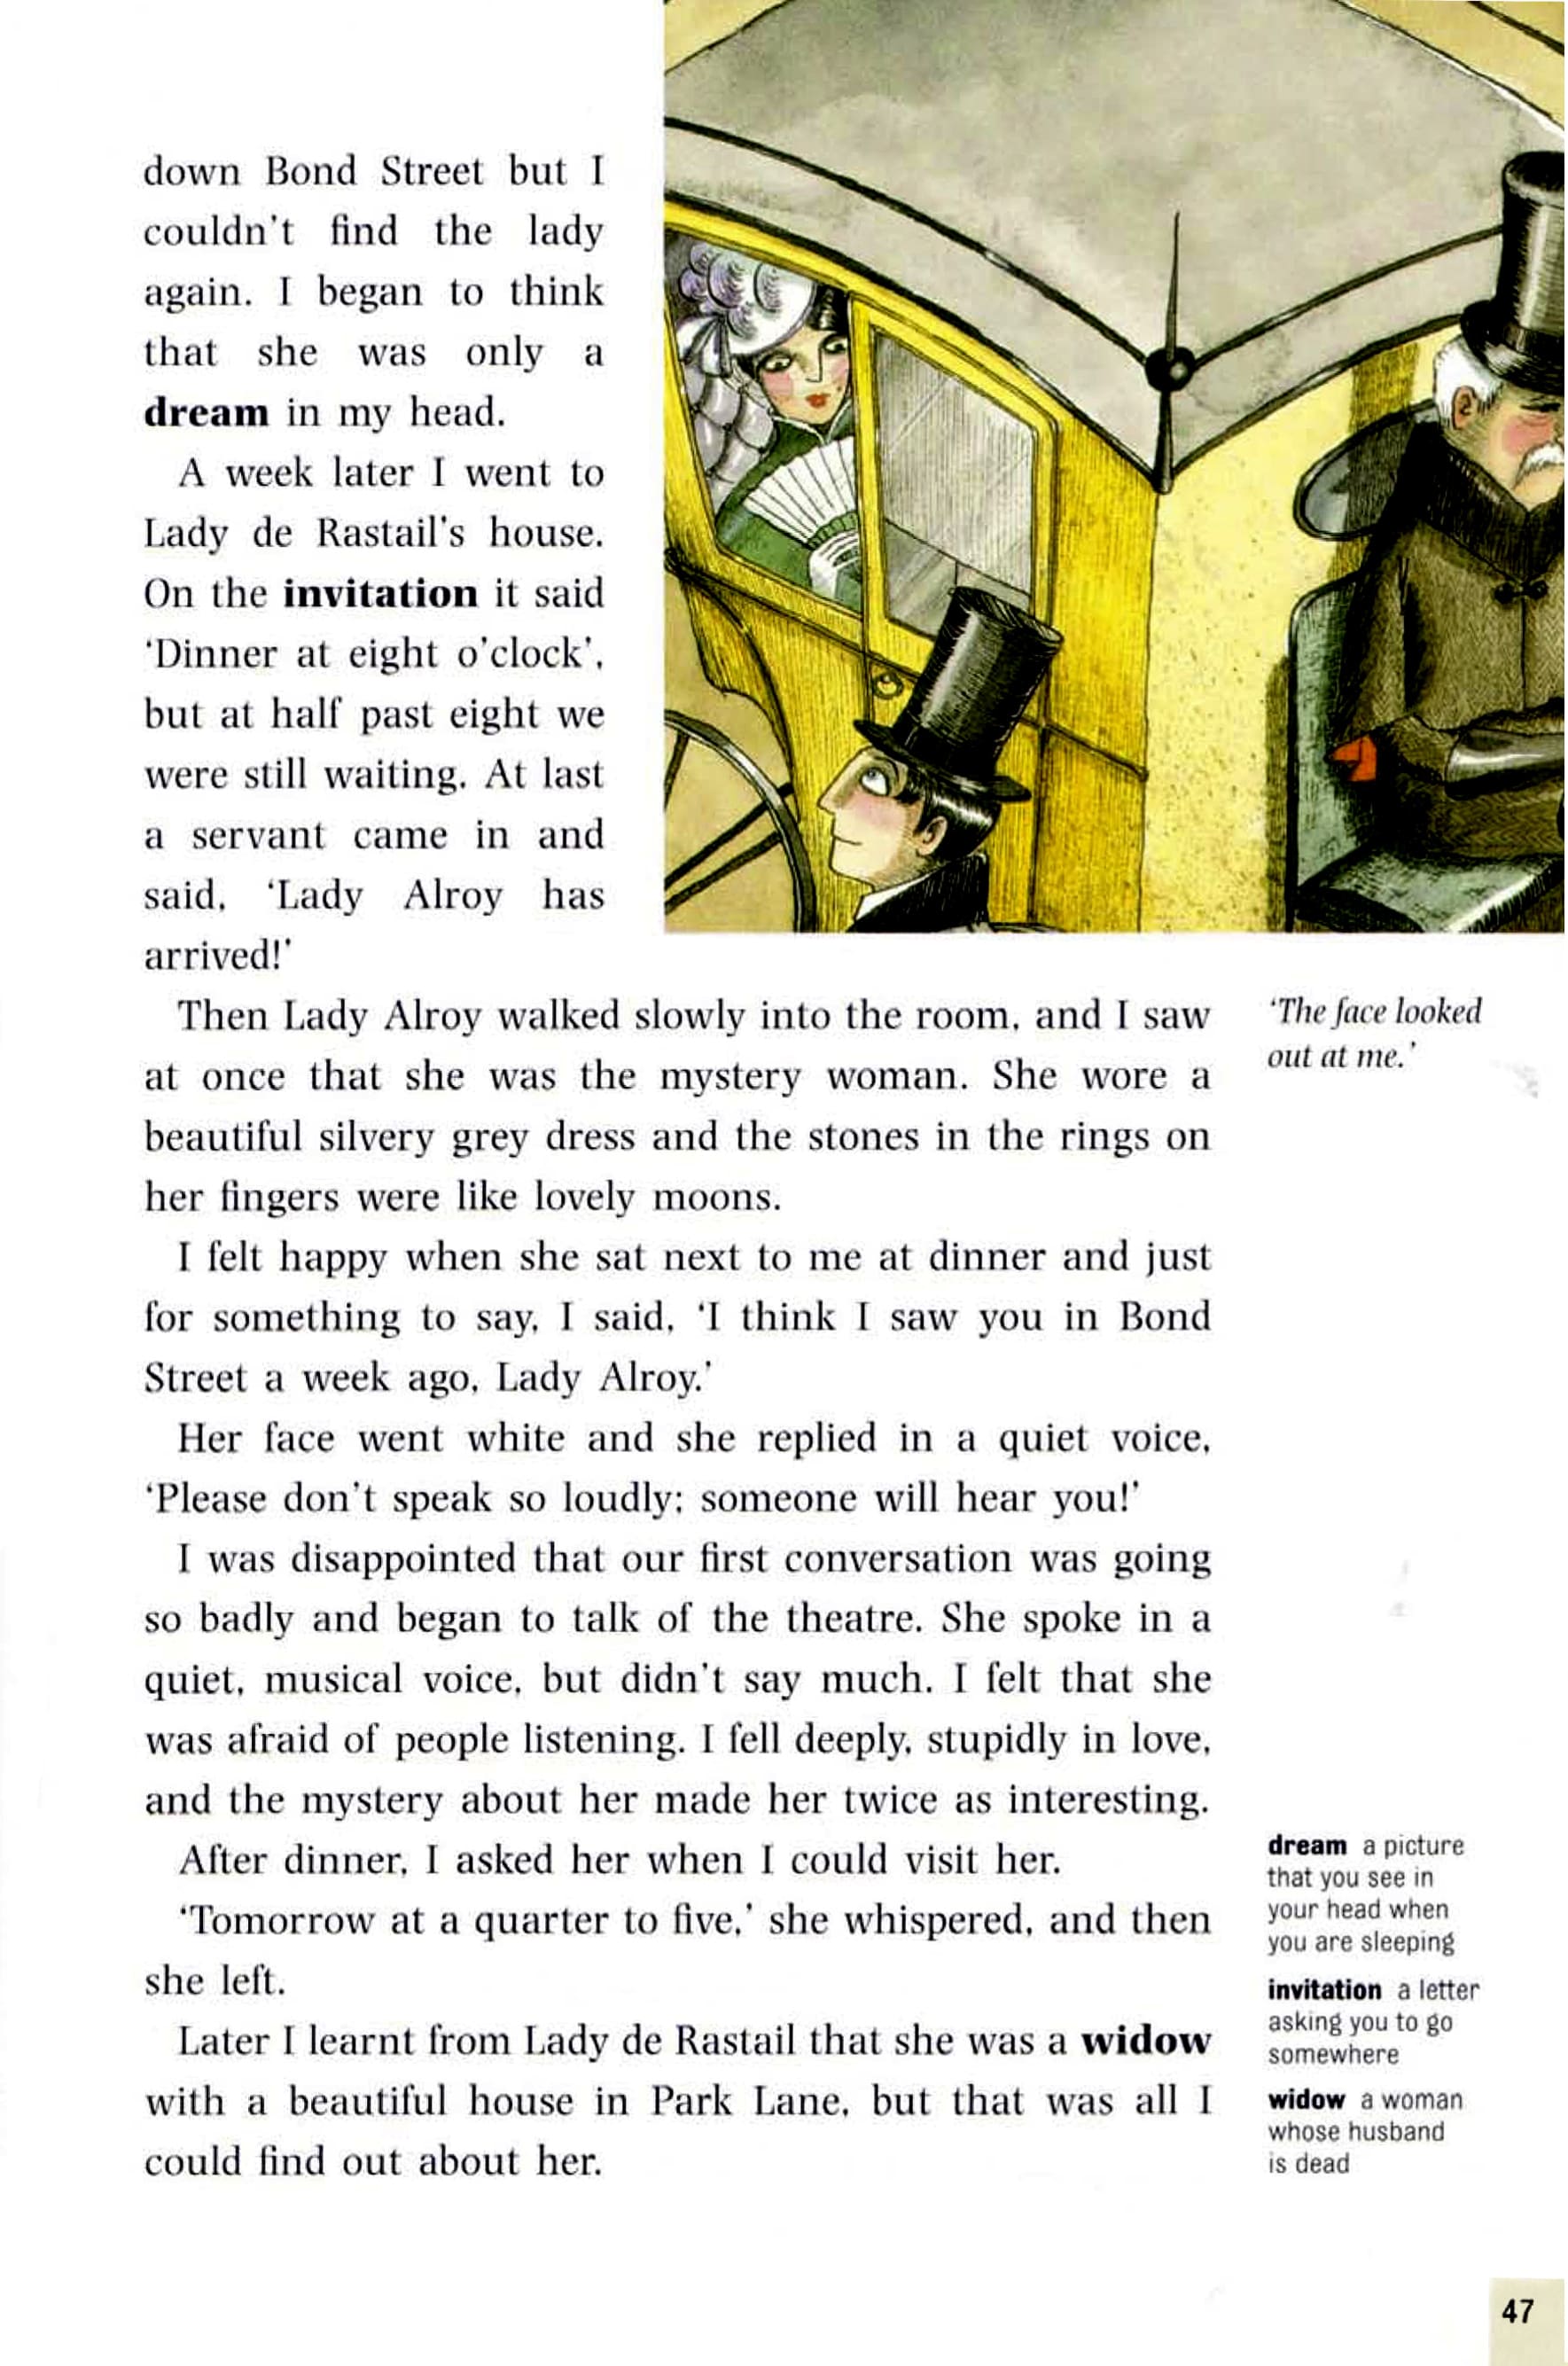 down Bond Street but I
couldn't find the lady
again. I began to think
that she was only a
dream in my head.
A week later I went to
Lady de Rastail's house.
On the invitation it said
‘Dinner at eight o'clock’,
but at half past eight we
were still waiting. At last
a servant came in and
said, ‘Lady Alroy has
arrived!’
Then Lady Alroy walked slowly into the room, and I saw
at once that she was the mystery woman. She wore a
beautiful silvery grey dress and the stones in the rings on
her fingers were like lovely moons.
I felt happy when she sat next to me at dinner and just
for something to say, I said, ‘I think I saw you in Bond
Street a week ago, Lady Alroy.’
Her face went white and she replied in a quiet voice,
‘Please don't speak so loudly; someone will hear you!’
I was disappointed that our first conversation was going
so badly and began to talk of the theatre. She spoke in a
quiet, musical voice, but didn't say much. I felt that she
was afraid of people listening. I fell deeply, stupidly in love,
and the mystery about her made her twice as interesting.
After dinner, I asked her when I could visit her.
‘Tomorrow at a quarter to five,’ she whispered, and then
she left.
Later I learnt from Lady de Rastail that she was a widow
with a beautiful house in Park Lane, but that was all I
could find out about her.
‘The face looked
out at me.’
dream a picture
that you see in
your head when
you are sleeping
invitation a letter
asking you to go
somewhere
widow a woman
whose husband
is dead
47